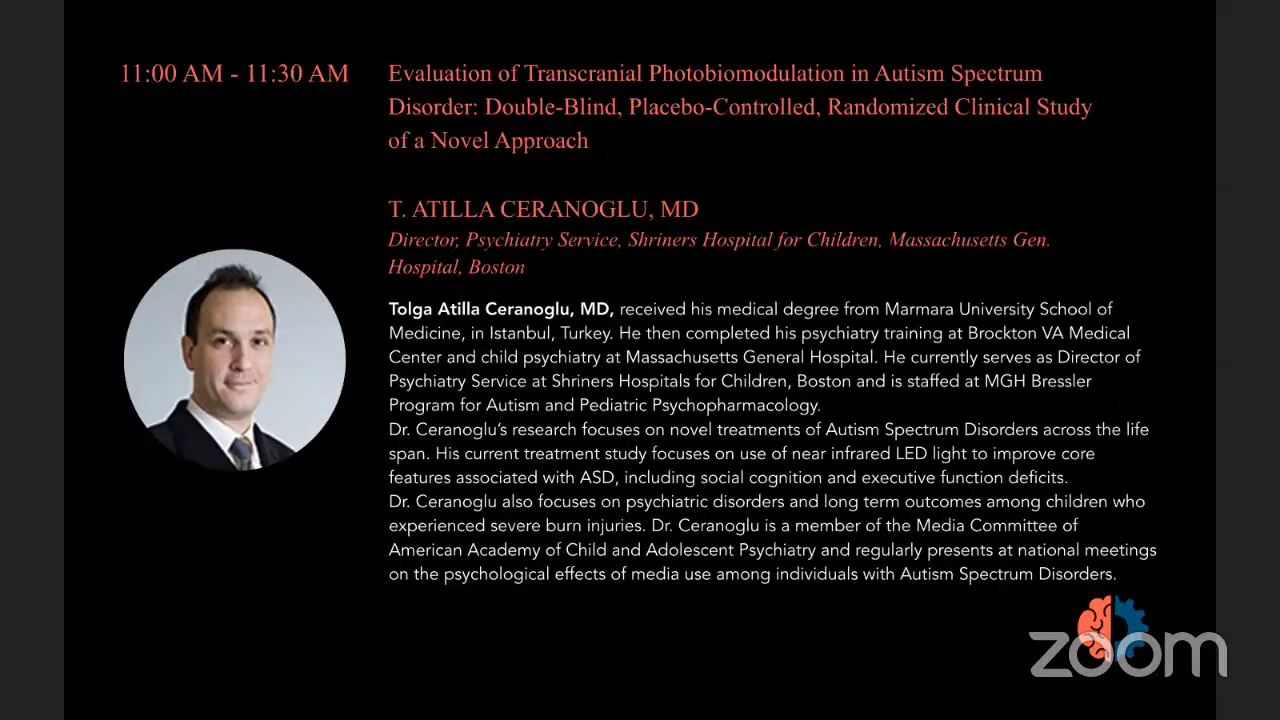 11:00 AM - 11:30 AM
Evaluation of Transcranial Photobiomodulation in Autism Spectrum
Disorder: Double-Blind, Placebo-Controlled, Randomized Clinical Study
of a Novel Approach
T. ATILLA CERANOGLU, MD
Director, Psychiatry Service, Shriners Hospital for Children, Massachusetts Gen.
Hospital, Boston
Tolga Atilla Ceranoglu, MD, received his medical degree from Marmara University School of
Medicine, in Istanbul, Turkey. He then completed his psychiatry training at Brockton VA Medical
Center and child psychiatry at Massachusetts General Hospital. He currently serves as Director of
Psychiatry Service at Shriners Hospitals for Children, Boston and is staffed at MGH Bressler
Program for Autism and Pediatric Psychopharmacology.
Dr. Ceranoglu's research focuses on novel treatments of Autism Spectrum Disorders across the life
span. His current treatment study focuses on use of near infrared LED light to improve core
features associated with ASD, including social cognition and executive function deficits.
Dr. Ceranoglu also focuses on psychiatric disorders and long term outcomes among children who
experienced severe burn injuries. Dr. Ceranoglu is a member of the Media Committee of
American Academy of Child and Adolescent Psychiatry and regularly presents at national meetings
on the psychological effects of media use among individuals with Autism Spectrum Disorders.
zoom